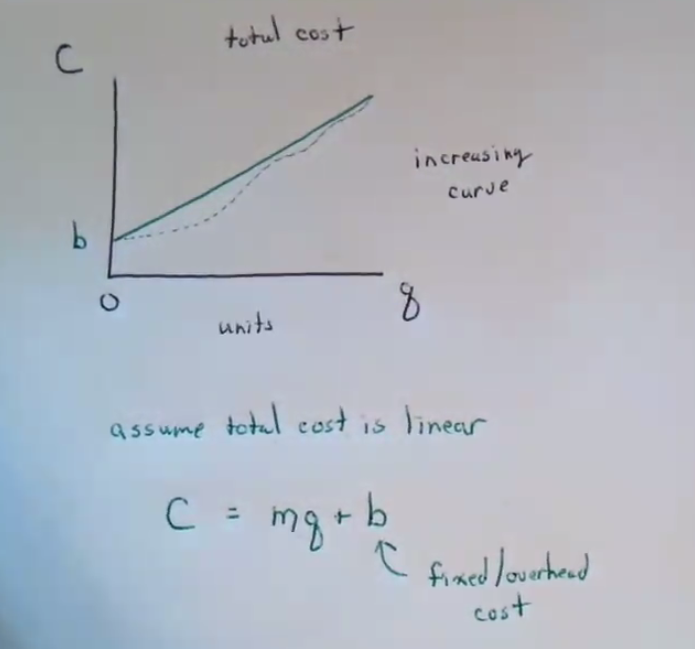 total cost
C
increasing
curve
b
0
q
units
assume total cost is linear
C = mq + b
fixed/overhead
cost